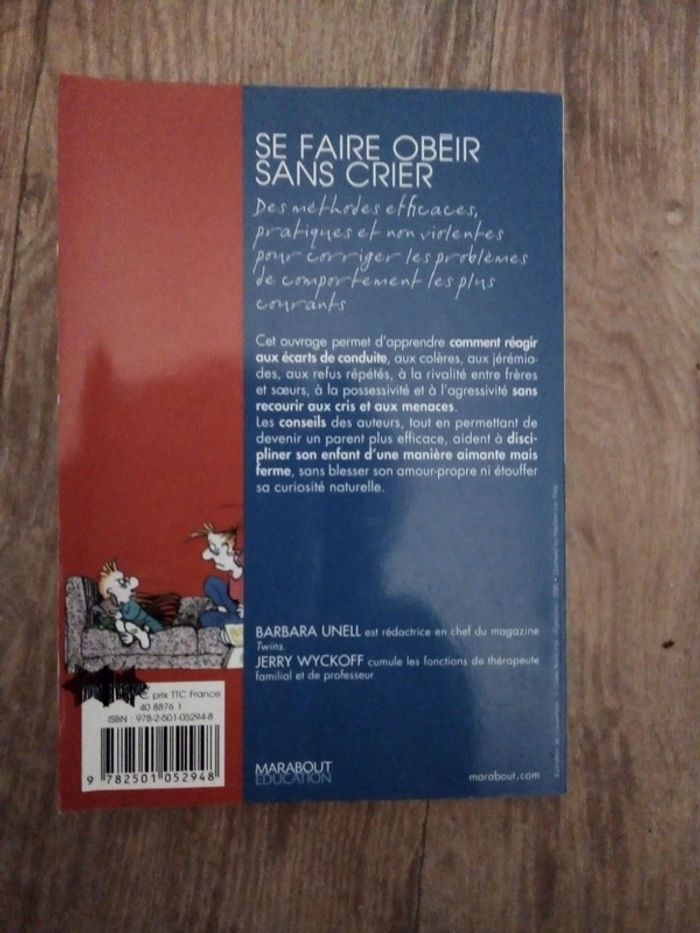 SE FAIRE OBÉIR
SANS CRIER
Des méthodes efficaces,
pratiques et non violentes
pour corriger les problèmes
de comportement les plus
courants
Cet ouvrage permet d'apprendre comment réagir
aux écarts de conduite, aux colères, aux jérémia-
des, aux refus répétés, à la rivalité entre frères
et sœurs, à la possessivité et à l'agressivité sans
recourir aux cris et aux menaces.
Les conseils des auteurs, tout en permettant de
devenir un parent plus efficace, aident à disci-
pliner son enfant d'une manière aimante mais
ferme, sans blesser son amour-propre ni étouffer
sa curiosité naturelle.
BARBARA UNELL est rédactrice en chef du magazine
Twins.
JERRY WYCKOFF cumule les fonctions de thérapeute
familial et de professeur.
€ prix TTC France
40 8876 1
ISBN : 978-2-501-05294-8
9 782501 052948
MARABOUT
EDUCATION
marabout.com